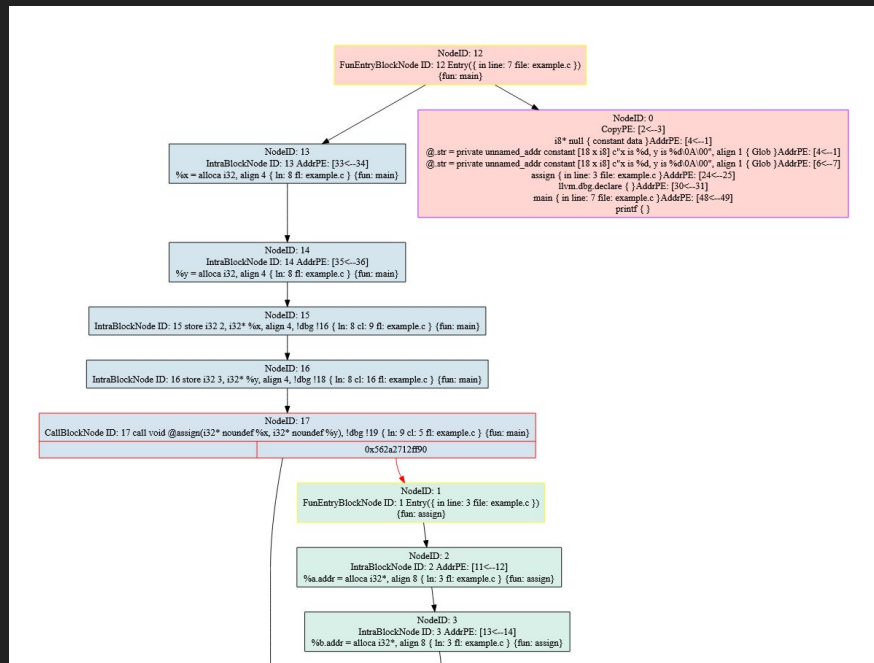 NodeID: 12
FunEntryBlockNode ID: 12 Entry({ in line: 7 file: example.c })
{fun: main}
NodeID: 0
CopyPE: [2<--3]
i8* null { constant data }AddrPE: [4<--1]
@.str = private unnamed_addr constant [18 x i8] c"x is %d, y is %d\0A\00", align 1 { Glob }AddrPE: [4<--1]
@.str = private unnamed_addr constant [18 x i8] c"x is %d, y is %d\0A\00", align 1 { Glob }AddrPE: [6<--7]
assign { in line: 3 file: example.c }AddrPE: [24<--25]
llvm.dbg.declare { }AddrPE: [30<--31]
main { in line: 7 file: example.c }AddrPE: [48<--49]
printf { }
NodeID: 13
IntraBlockNode ID: 13 AddrPE: [33<--34]
%x = alloca i32, align 4 { ln: 8 fl: example.c } {fun: main}
NodeID: 14
IntraBlockNode ID: 14 AddrPE: [35<--36]
%y = alloca i32, align 4 { ln: 8 fl: example.c } {fun: main}
NodeID: 15
IntraBlockNode ID: 15 store i32 2, i32* %x, align 4, !dbg !16 { ln: 8 cl: 9 fl: example.c } {fun: main}
NodeID: 16
IntraBlockNode ID: 16 store i32 3, i32* %y, align 4, !dbg !18 { ln: 8 cl: 16 fl: example.c } {fun: main}
NodeID: 17
CallBlockNode ID: 17 call void @assign(i32* noundef %x, i32* noundef %y), !dbg !19 { ln: 9 cl: 5 fl: example.c } {fun: main}
0x562a2712ff90
NodeID: 1
FunEntryBlockNode ID: 1 Entry({ in line: 3 file: example.c })
{fun: assign}
NodeID: 2
IntraBlockNode ID: 2 AddrPE: [11<--12]
%a.addr = alloca i32*, align 8 { ln: 3 fl: example.c } {fun: assign}
NodeID: 3
IntraBlockNode ID: 3 AddrPE: [13<--14]
%b.addr = alloca i32*, align 8 { ln: 3 fl: example.c } {fun: assign}